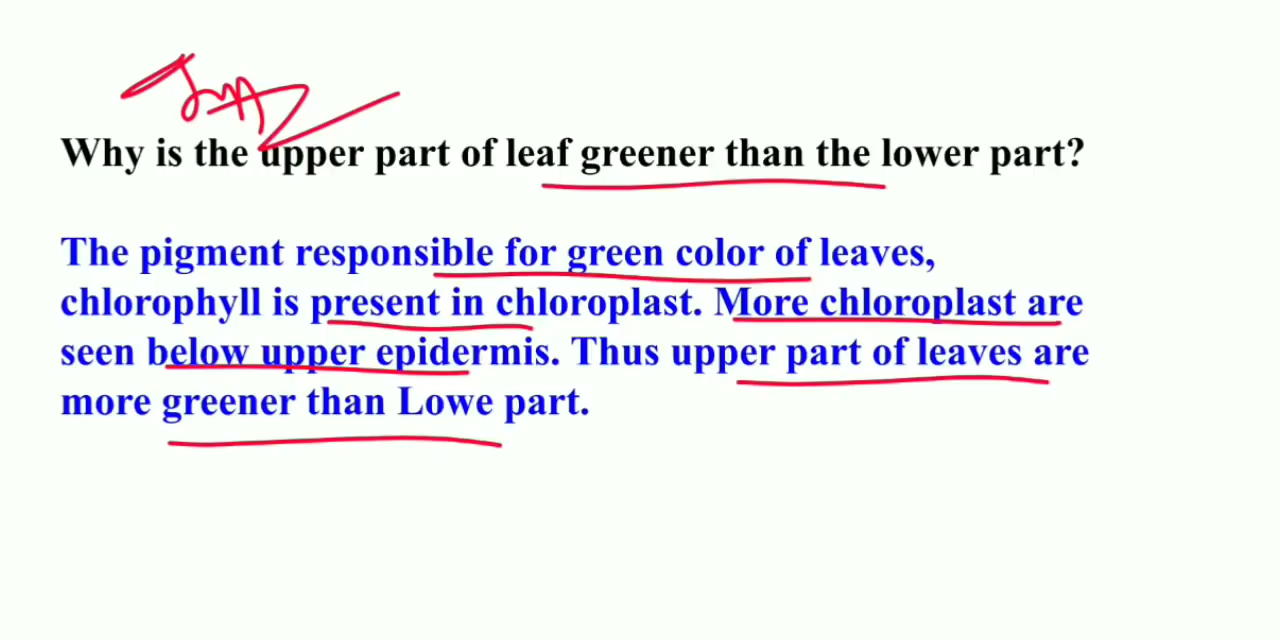 Why is the upper part of leaf greener than the lower part?
The pigment responsible for green color of leaves,
chlorophyll is present in chloroplast. More chloroplast are
seen below upper epidermis. Thus upper part of leaves are
more greener than Lowe part.